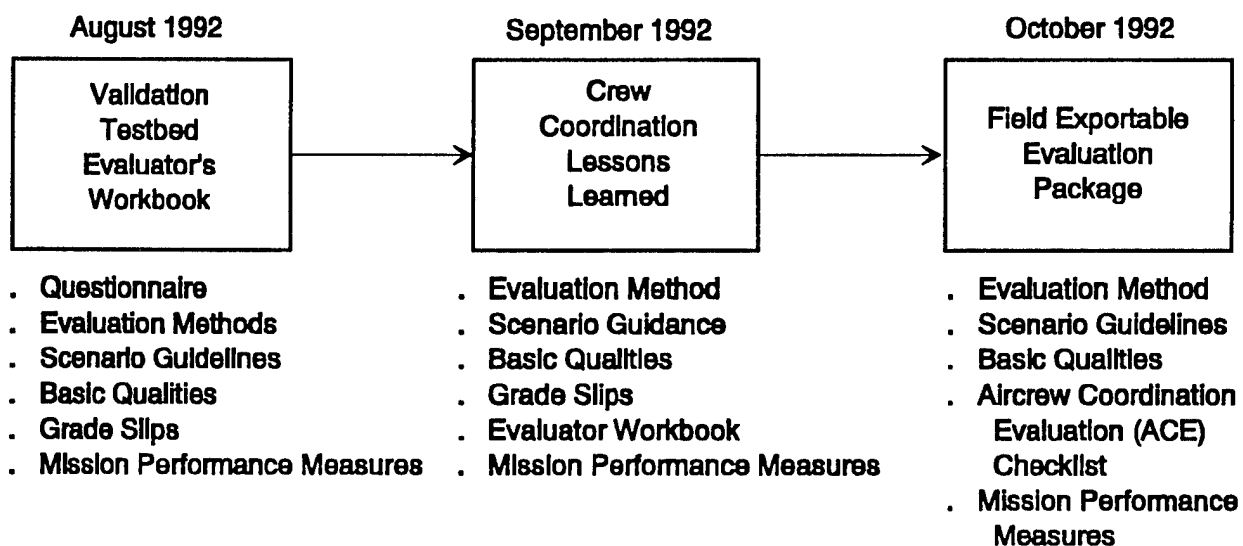 August 1992
Validation
Testbed
Evaluator's
Workbook
. Questionnaire
. Evaluation Methods
. Scenario Guidelines
. Basic Qualities
. Grade Slips
. Mission Performance Measures
September 1992
Crew
Coordination
Lessons
Learned
. Evaluation Method
. Scenario Guidance
. Basic Qualities
. Grade Slips
. Evaluator Workbook
. Mission Performance Measures
October 1992
Field Exportable
Evaluation
Package
. Evaluation Method
. Scenario Guidelines
. Basic Qualities
. Aircrew Coordination
Evaluation (ACE)
Checklist
. Mission Performance
Measures